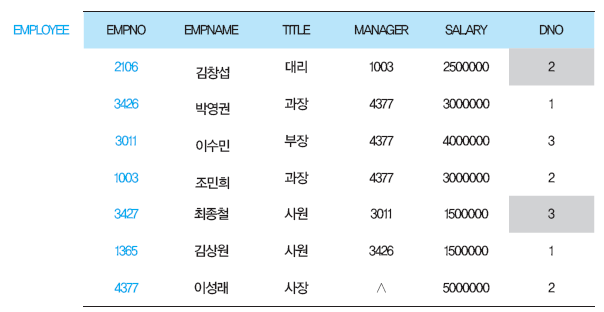 EMPLOYEE EMPNO EMPNAME TITLE MANAGER SALARY DNO
2106 김창섭 대리 1003 2500000 2
3426 박영권 과장 4377 3000000 1
3011 이수민 부장 4377 4000000 3
1003 조민희 과장 4377 3000000 2
3427 최종철 사원 3011 1500000 3
1365 김상원 사원 3426 1500000 1
4377 이성래 사장 ∧ 5000000 2